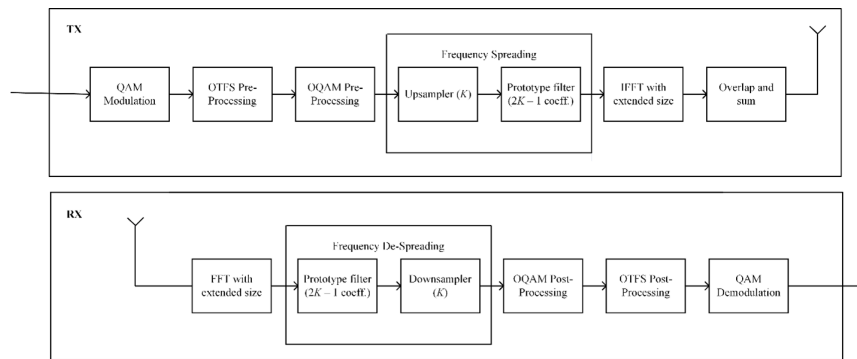 TX
Frequency Spreading
QAM
Modulation
OTFS Pre-
Processing
OQAM Pre-
Processing
Upsampler (K)
Prototype filter
(2K − 1 coeff.)
IFFT with
extended size
Overlap and
sum
RX
Frequency De-Spreading
FFT with
extended size
Prototype filter
(2K − 1 coeff.)
Downsampler
(K)
OQAM Post-
Processing
OTFS Post-
Processing
QAM
Demodulation